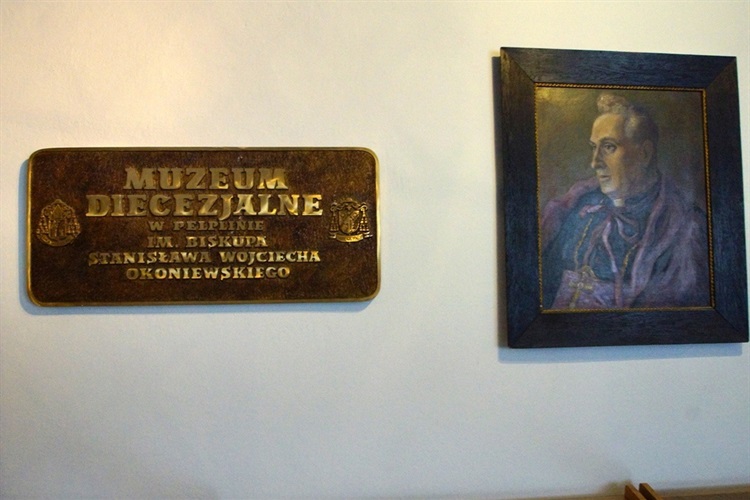 MUZEUM
DIECEZJALNE
W PELPLINIE
IM. BISKUPA
STANISŁAWA WOJCIECHA
OKONIEWSKIEGO